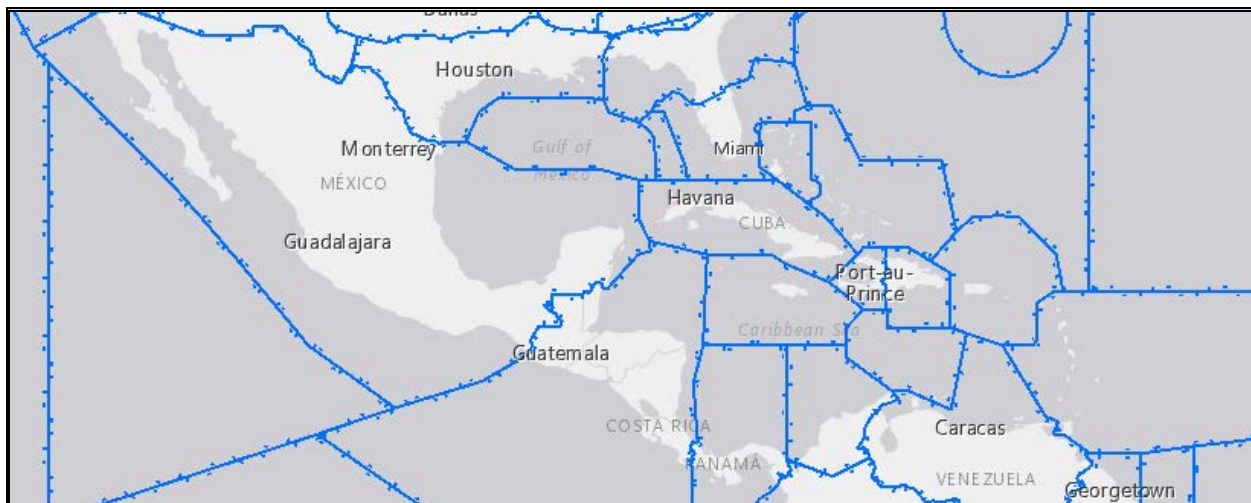 Dallas
Houston
Monterrey
Gulf of
Mexico
Miami
MÉXICO
Havana
CUBA
Guadalajara
Port-au-
Prince
Caribbean Sea
Guatemala
COSTA RICA
Caracas
PANAMÁ
VENEZUELA
Georgetown